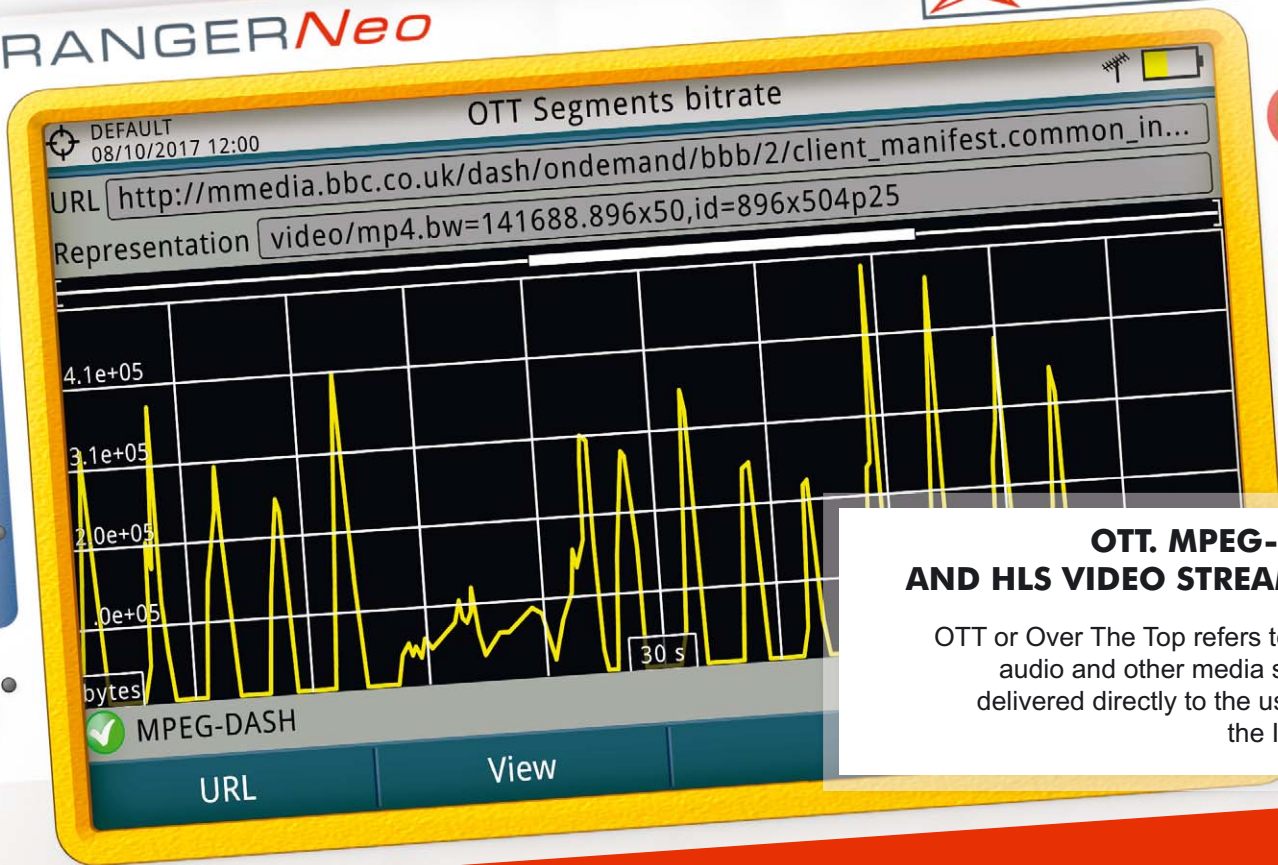 RANGERNeo
DEFAULT
08/10/2017 12:00
OTT Segments bitrate
URL http://mmedia.bbc.co.uk/dash/ondemand/bbb/2/client_manifest.common_in...
Representation video/mp4.bw=141688.896x50,id=896x504p25
4.1e+05
3.1e+05
2.0e+05
.0e+05
bytes
30 s
MPEG-DASH
URL
View
OTT. MPEG-
AND HLS VIDEO STREA
OTT or Over The Top refers t
audio and other media s
delivered directly to the us
the I